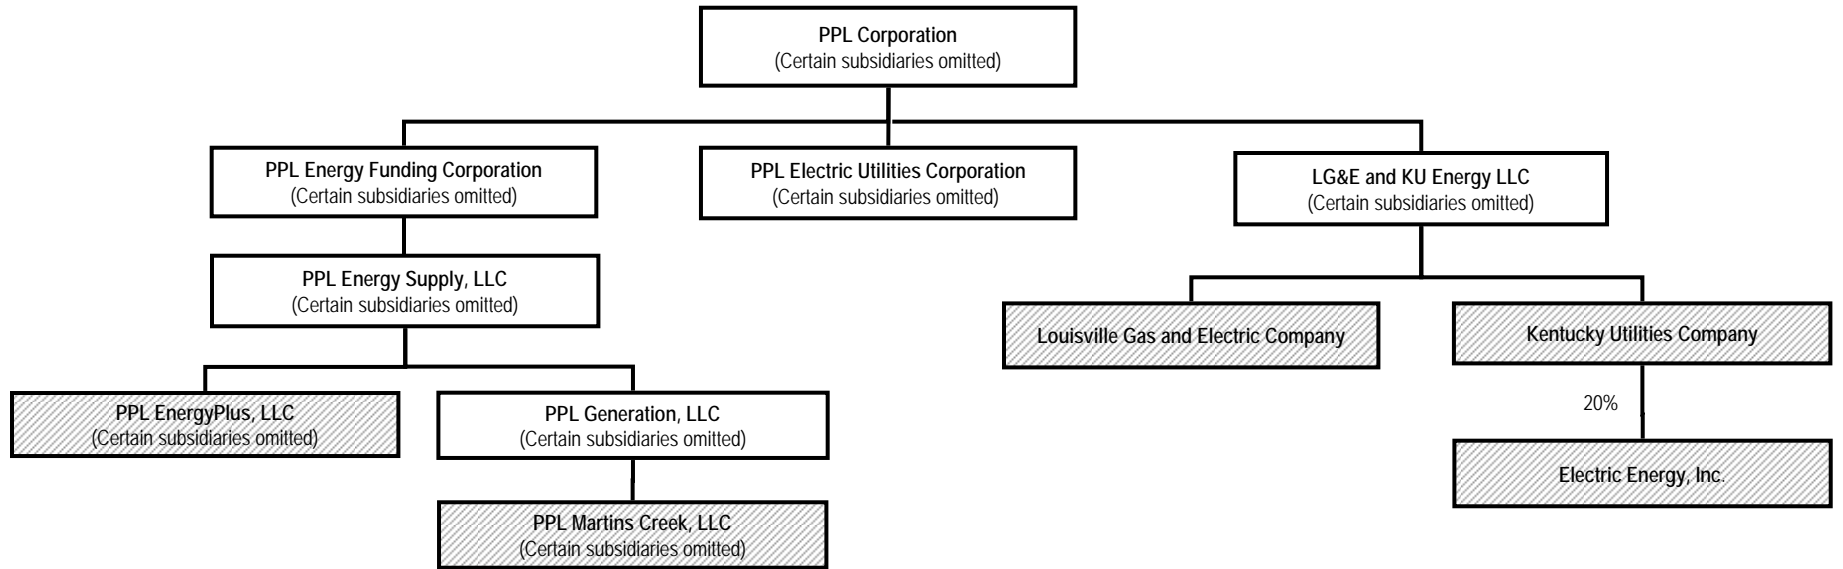 PPL Corporation
(Certain subsidiaries omitted)
PPL Energy Funding Corporation
(Certain subsidiaries omitted)
PPL Electric Utilities Corporation
(Certain subsidiaries omitted)
LG&E and KU Energy LLC
(Certain subsidiaries omitted)
PPL Energy Supply, LLC
(Certain subsidiaries omitted)
Louisville Gas and Electric Company
Kentucky Utilities Company
PPL EnergyPlus, LLC
(Certain subsidiaries omitted)
PPL Generation, LLC
(Certain subsidiaries omitted)
20%
Electric Energy, Inc.
PPL Martins Creek, LLC
(Certain subsidiaries omitted)